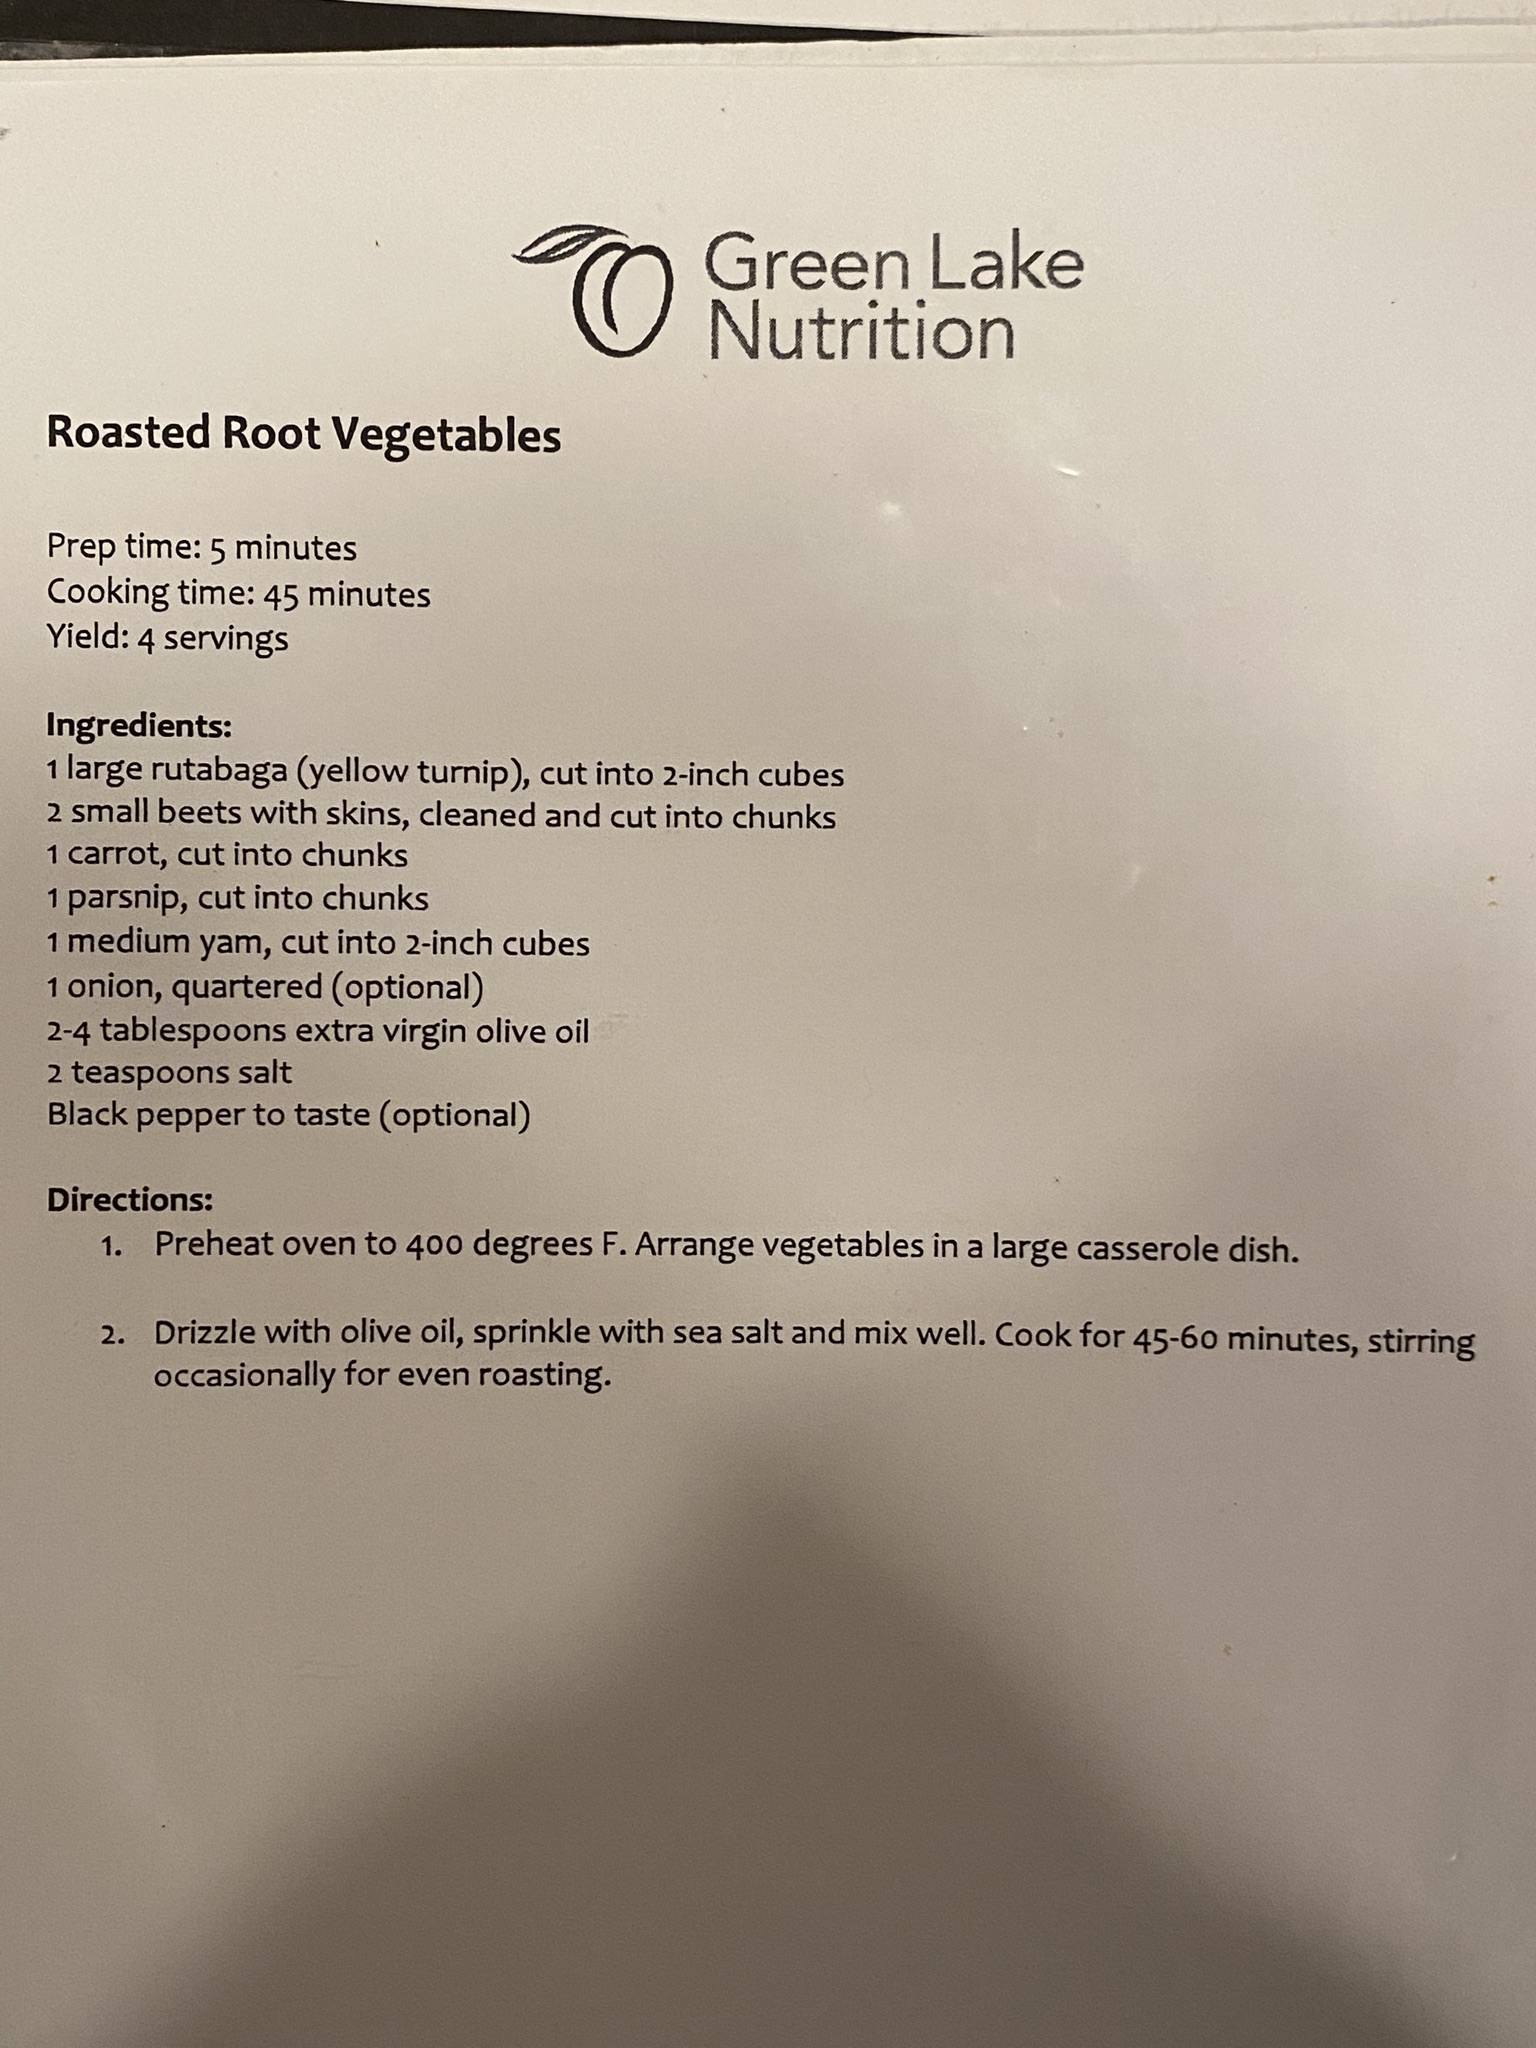 Green Lake
Nutrition
Roasted Root Vegetables
Prep time: 5 minutes
Cooking time: 45 minutes
Yield: 4 servings
Ingredients:
1 large rutabaga (yellow turnip), cut into 2-inch cubes
2 small beets with skins, cleaned and cut into chunks
1 carrot, cut into chunks
1 parsnip, cut into chunks
1 medium yam, cut into 2-inch cubes
1 onion, quartered (optional)
2-4 tablespoons extra virgin olive oil
2 teaspoons salt
Black pepper to taste (optional)
Directions:
1. Preheat oven to 400 degrees F. Arrange vegetables in a large casserole dish.
2. Drizzle with olive oil, sprinkle with sea salt and mix well. Cook for 45-60 minutes, stirring
occasionally for even roasting.